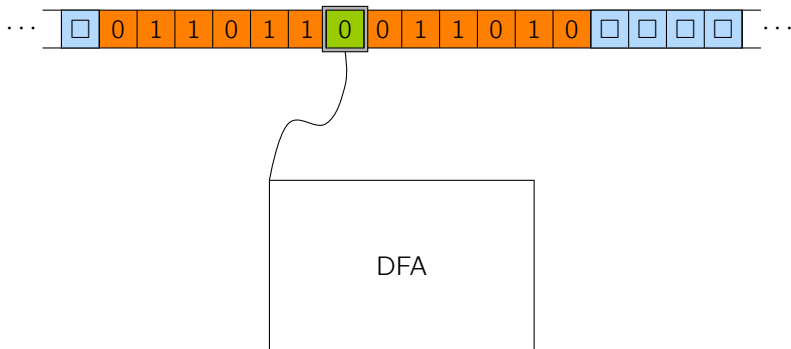 ··· □ 0 1 1 0 1 1 0 0 1 1 0 1 0 □ □ □ □ ···
DFA